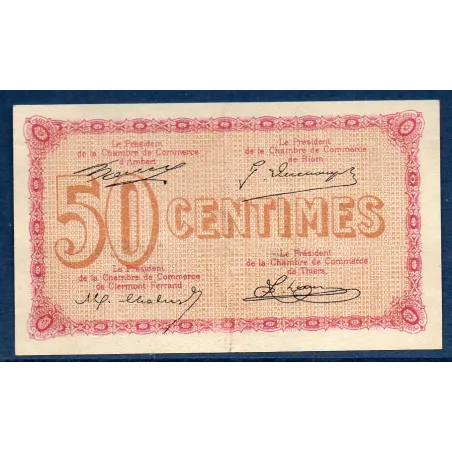 Le Président
de la Chambre de Commerce
d'Ambert
Le Président
de la Chambre de Commerce
de Riom
50 CENTIMES
Le Président
de la Chambre de Commerce
de Clermont-Ferrand
Le Président
de la Chambre de Commerce
de Thiers